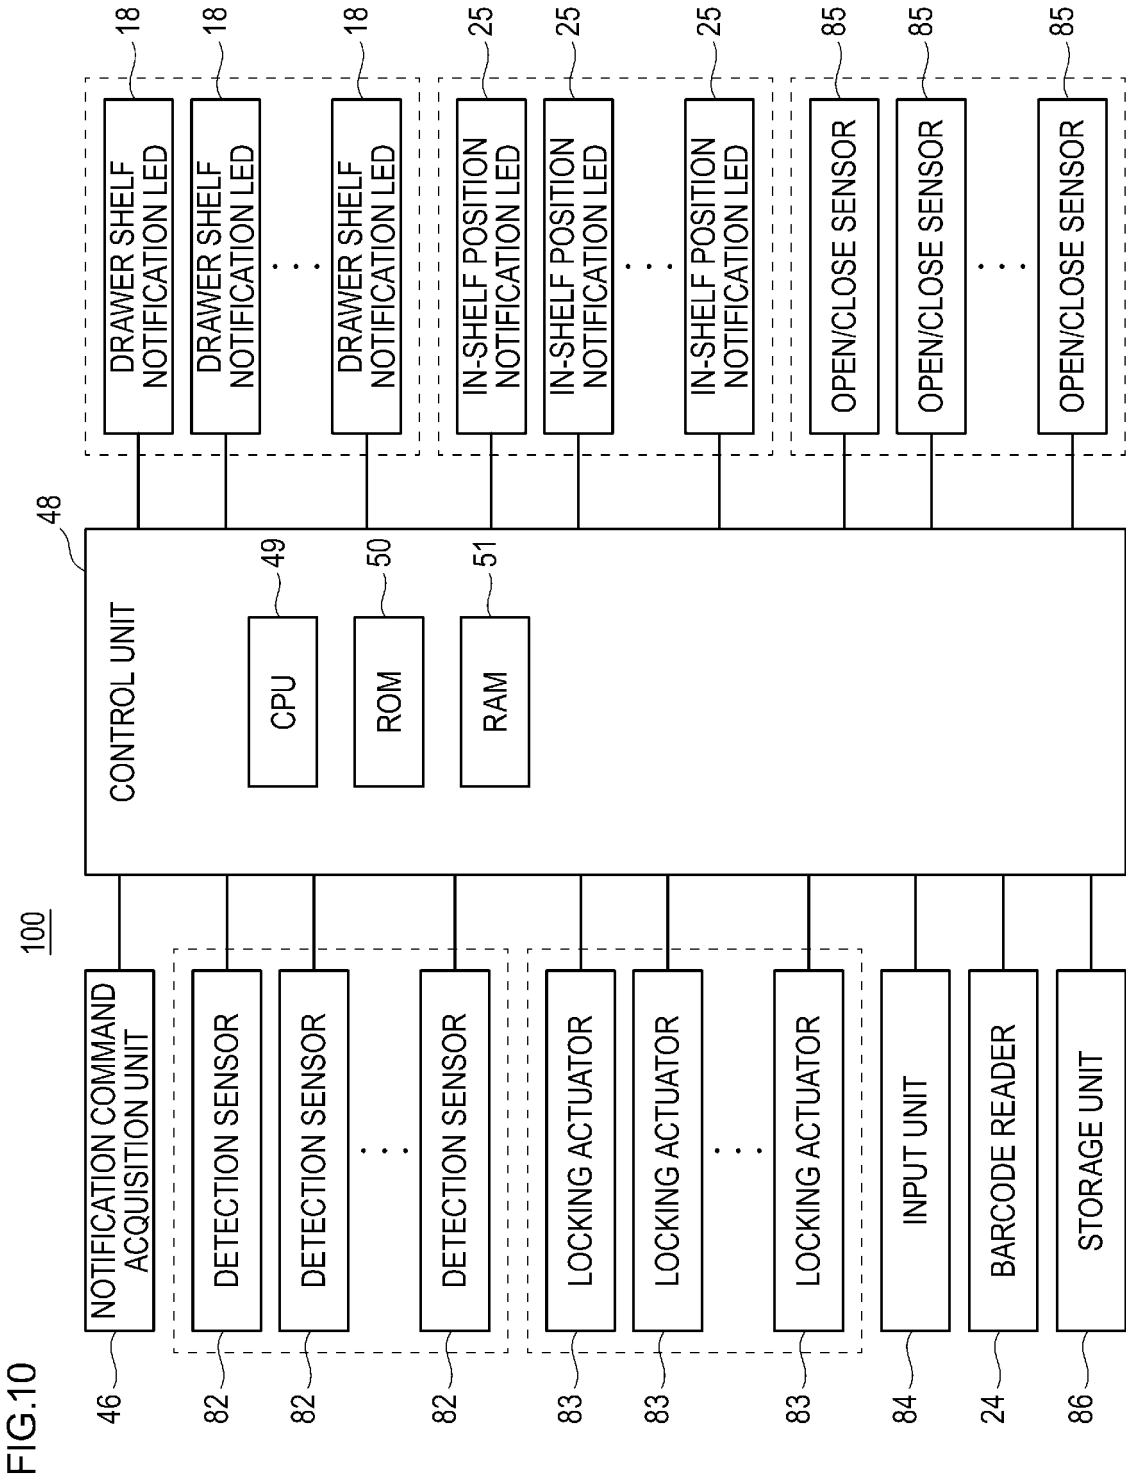 FIG.10
100
48
CONTROL UNIT
CPU
49
ROM
50
RAM
51
46
NOTIFICATION COMMAND
ACQUISITION UNIT
82
DETECTION SENSOR
82
DETECTION SENSOR
. . .
82
DETECTION SENSOR
83
LOCKING ACTUATOR
83
LOCKING ACTUATOR
. . .
83
LOCKING ACTUATOR
84
INPUT UNIT
24
BARCODE READER
86
STORAGE UNIT
DRAWER SHELF
NOTIFICATION LED
18
DRAWER SHELF
NOTIFICATION LED
18
. . .
DRAWER SHELF
NOTIFICATION LED
18
IN-SHELF POSITION
NOTIFICATION LED
25
IN-SHELF POSITION
NOTIFICATION LED
25
. . .
IN-SHELF POSITION
NOTIFICATION LED
25
OPEN/CLOSE SENSOR
85
OPEN/CLOSE SENSOR
85
. . .
OPEN/CLOSE SENSOR
85